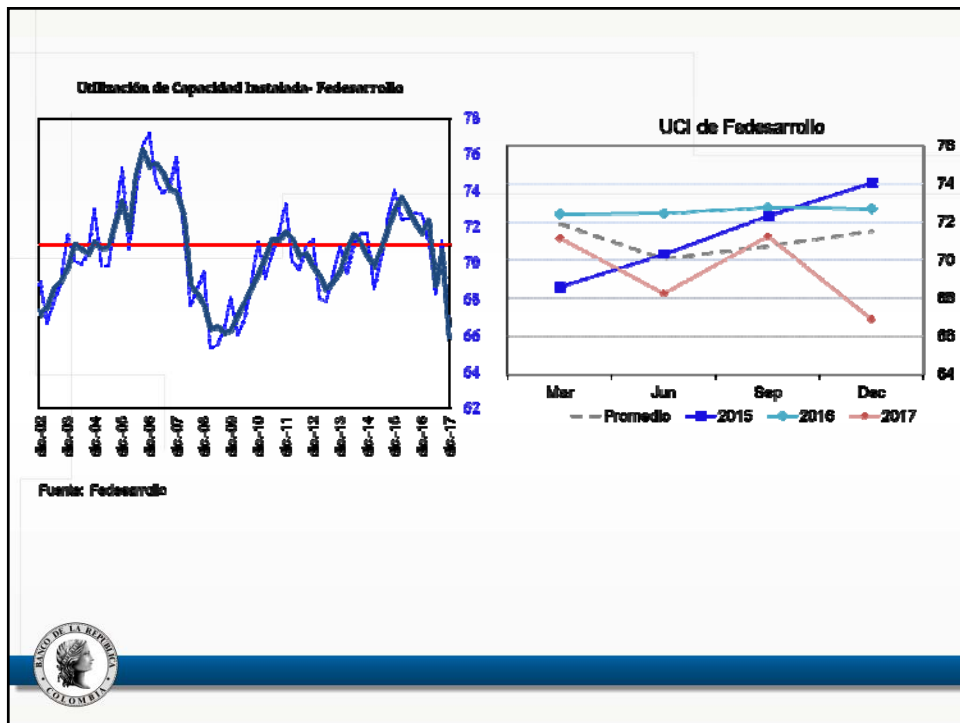 Utilización de Capacidad Instalada- Fedesarrollo
78
76
74
72
70
68
66
64
62
dic.-02
dic.-03
dic.-04
dic.-05
dic.-06
dic.-07
dic.-08
dic.-09
dic.-10
dic.-11
dic.-12
dic.-13
dic.-14
dic.-15
dic.-16
dic.-17
Fuente: Fedesarrollo
UCI de Fedesarrollo
76
74
72
70
68
66
64
Mar Jun Sep Dec
Promedio 2015 2016 2017
BANCO DE LA REPUBLICA
COLOMBIA